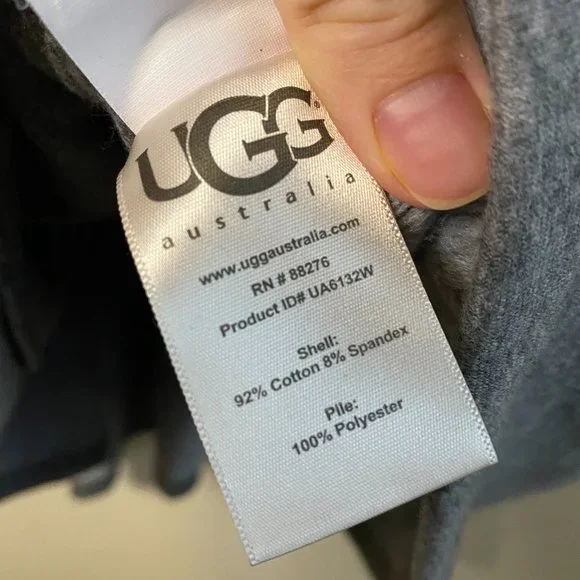 UGG®
australia
www.uggaustralia.com
RN # 88276
Product ID# UA6132W
Shell:
92% Cotton 8% Spandex
Pile:
100% Polyester